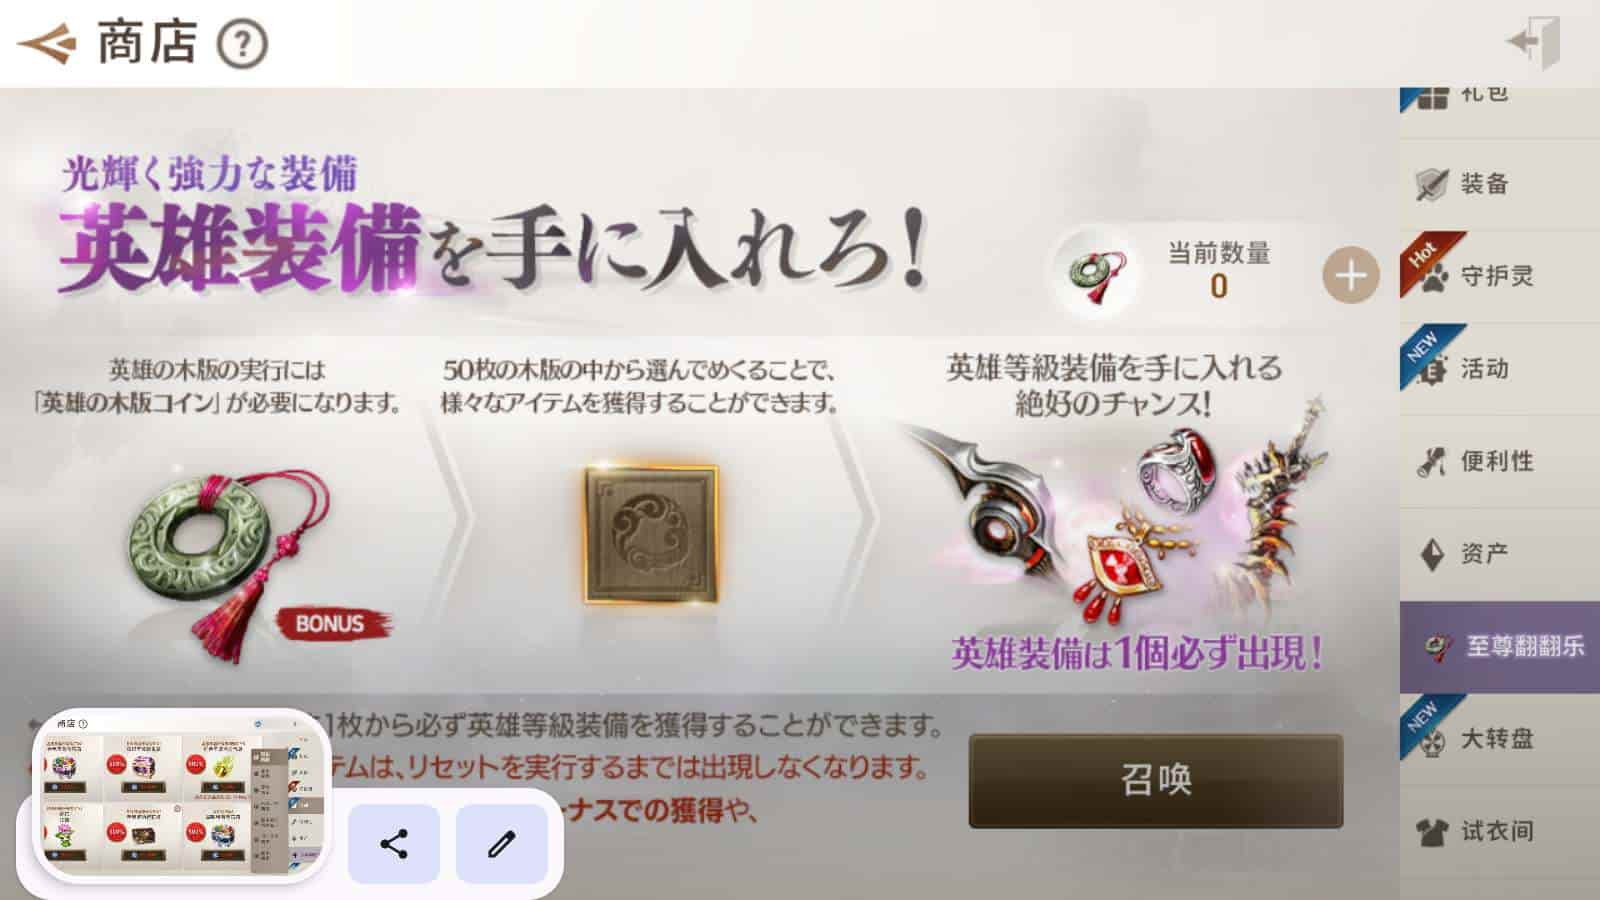 商店 ?
礼包
光輝く強力な装備
英雄装備を手に入れろ!
当前数量
0
装备
Hot
守护灵
英雄の木版の実行には
「英雄の木版コイン」が必要になります。
50枚の木版の中から選んでめくることで、
様々なアイテムを獲得することができます。
英雄等級装備を手に入れる
絶好のチャンス!
NEW
活动
便利性
资产
BONUS
英雄装備は1個必ず出現!
至尊翻翻乐
1枚から必ず英雄等級装備を獲得することができます。
テムは、リセットを実行するまでは出現しなくなります。
ーナスでの獲得や、
召唤
NEW
大转盘
试衣间
商店 ?